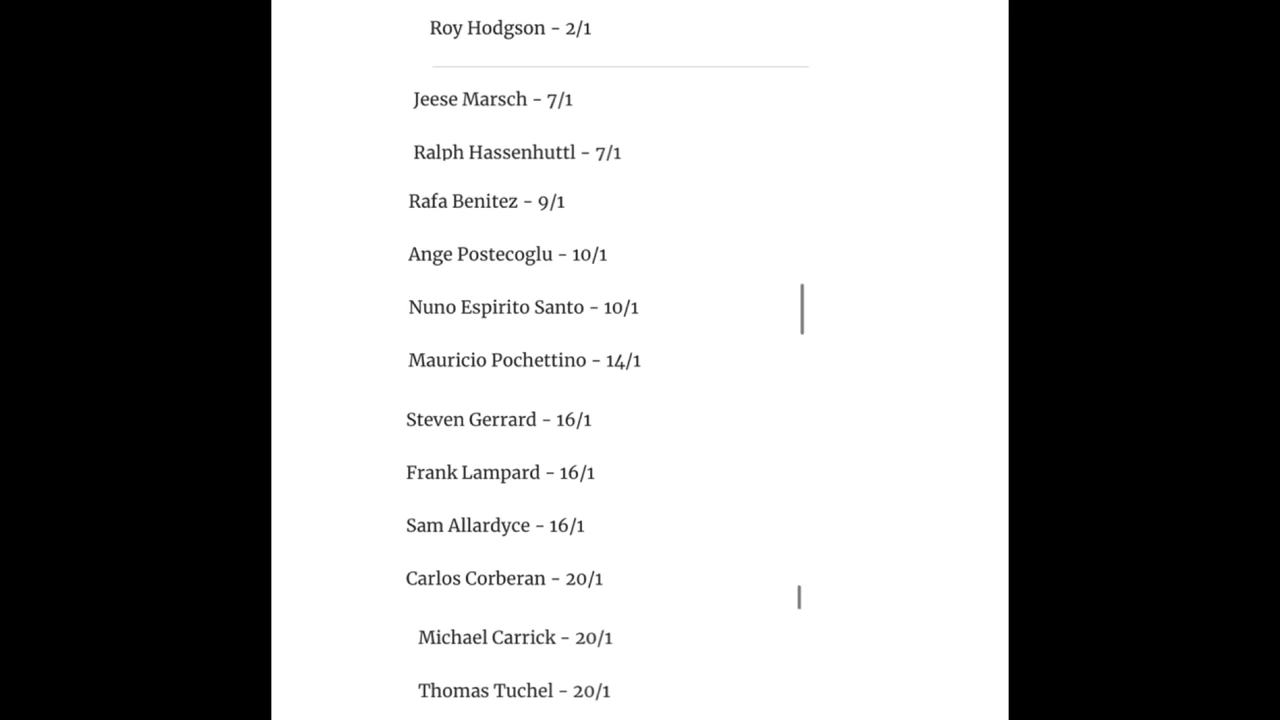 Roy Hodgson - 2/1
Jeese Marsch - 7/1
Ralph Hassenhuttl - 7/1
Rafa Benitez - 9/1
Ange Postecoglu - 10/1
Nuno Espirito Santo - 10/1
Mauricio Pochettino - 14/1
Steven Gerrard - 16/1
Frank Lampard - 16/1
Sam Allardyce - 16/1
Carlos Corberan - 20/1
Michael Carrick - 20/1
Thomas Tuchel - 20/1